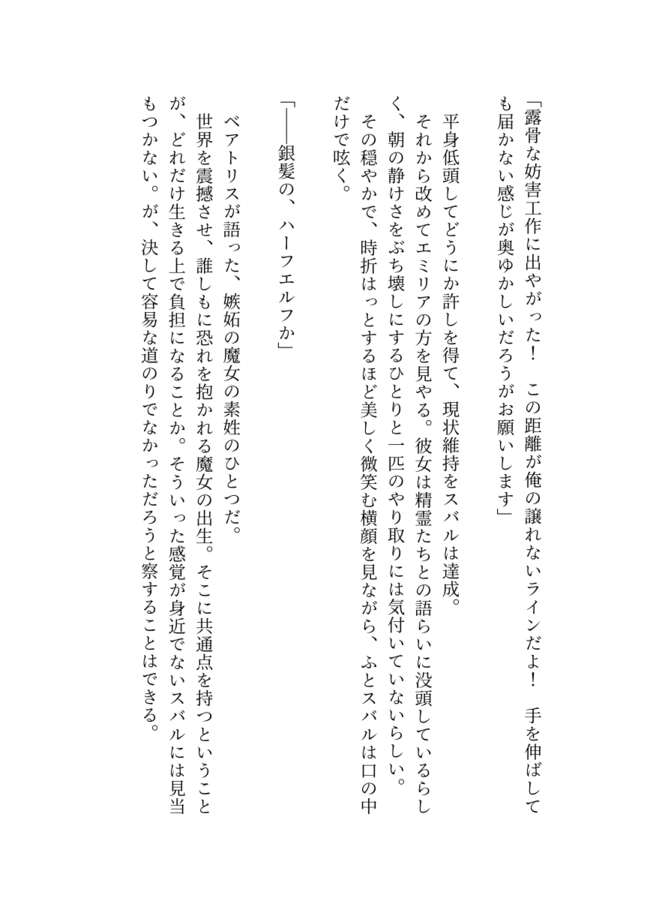 「露骨な妨害工作に出やがった！　この距離が俺の譲れないラインだよ！　手を伸ばして
も届かない感じが奥ゆかしいだろうがお願いします」
平身低頭してどうにか許しを得て、現状維持をスバルは達成。
それから改めてエミリアの方を見やる。彼女は精霊たちとの語らいに没頭しているらし
く、朝の静けさをぶち壊しにするひとりと一匹のやり取りには気付いていないらしい。
その穏やかで、時折はっとするほど美しく微笑む横顔を見ながら、ふとスバルは口の中
だけで呟く。
「――銀髪の、ハーフエルフか」
ベアトリスが語った、嫉妬の魔女の素姓のひとつだ。
世界を震撼させ、誰しもに恐れを抱かれる魔女の出生。そこに共通点を持つということ
が、どれだけ生きる上で負担になることか。そういった感覚が身近でないスバルには見当
もつかない。が、決して容易な道のりでなかっただろうと察することはできる。